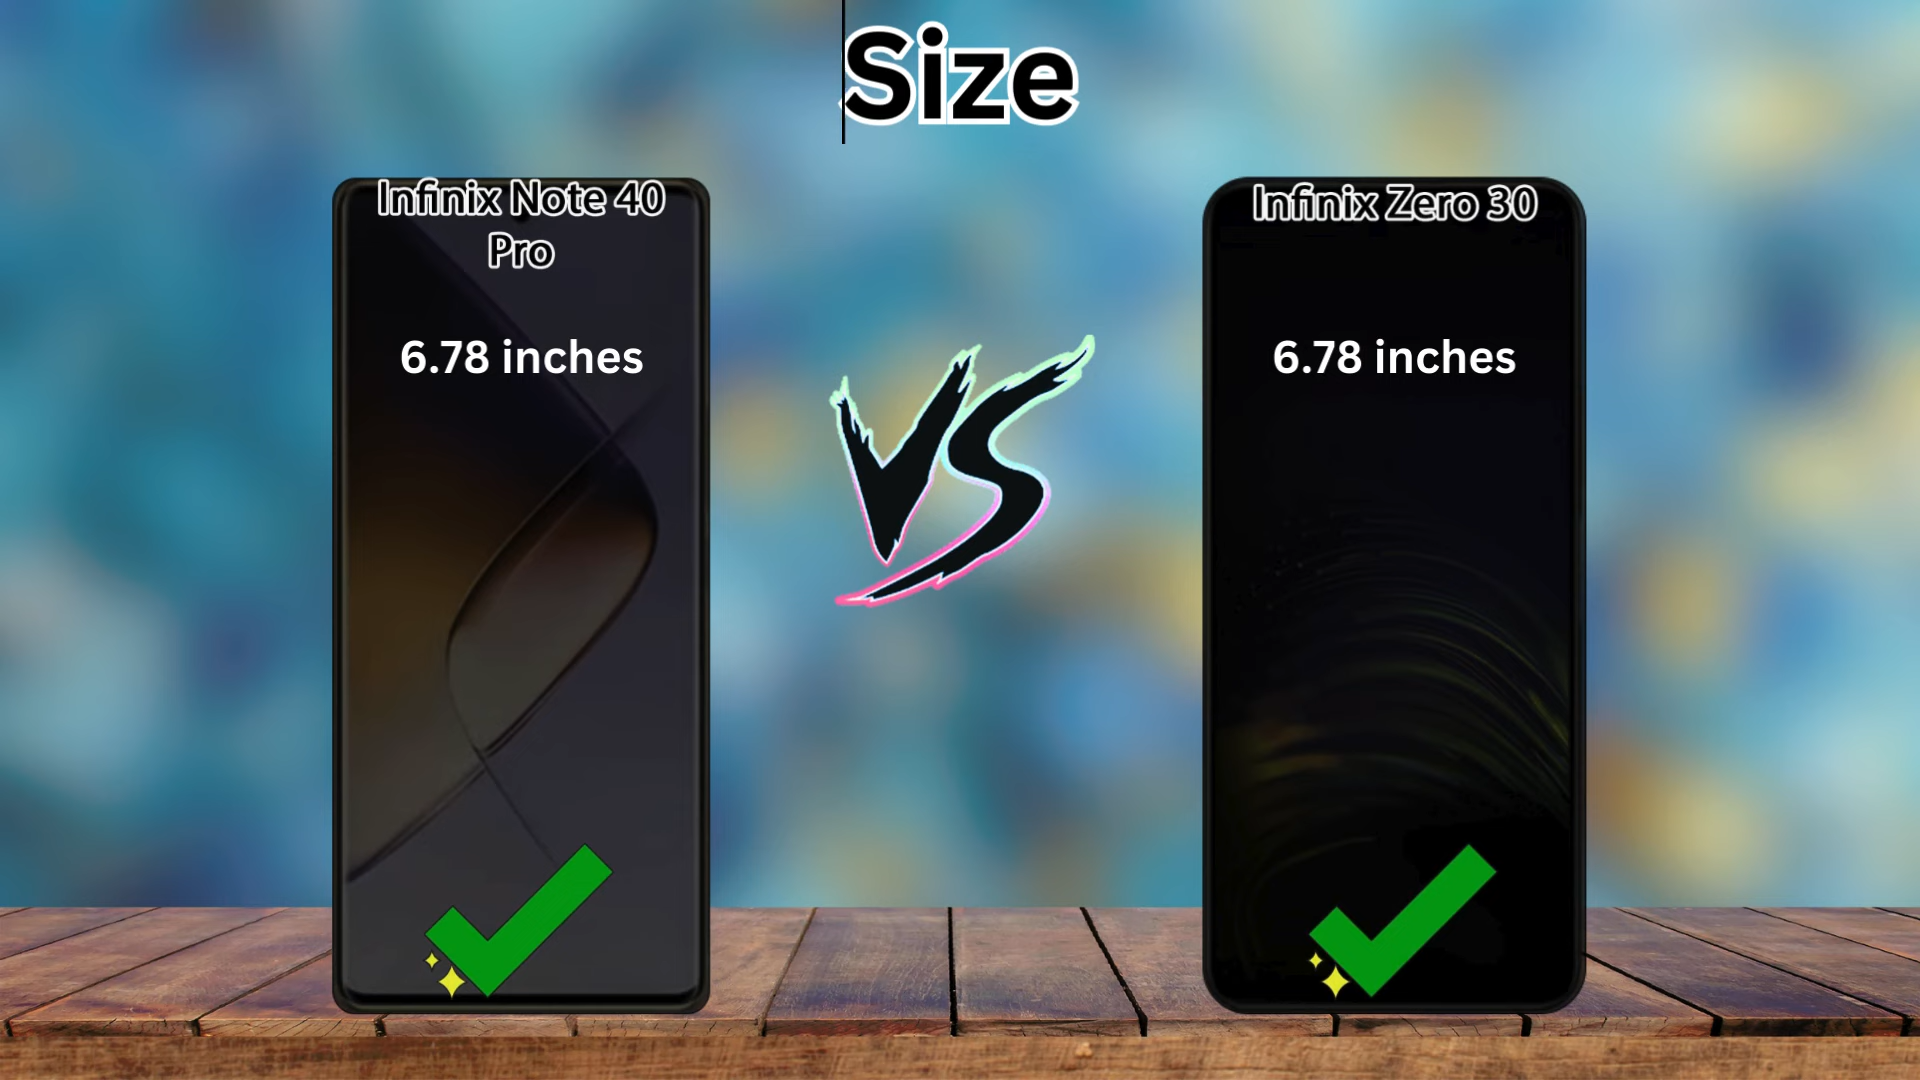 Size
Infinix Note 40
Pro
6.78 inches
VS
Infinix Zero 30
6.78 inches